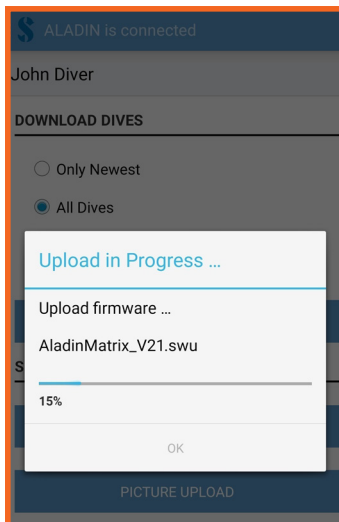 ALADIN is connected
John Diver
DOWNLOAD DIVES
Only Newest
All Dives
Upload in Progress ...
Upload firmware ...
AladinMatrix_V21.swu
S
15%
OK
PICTURE UPLOAD